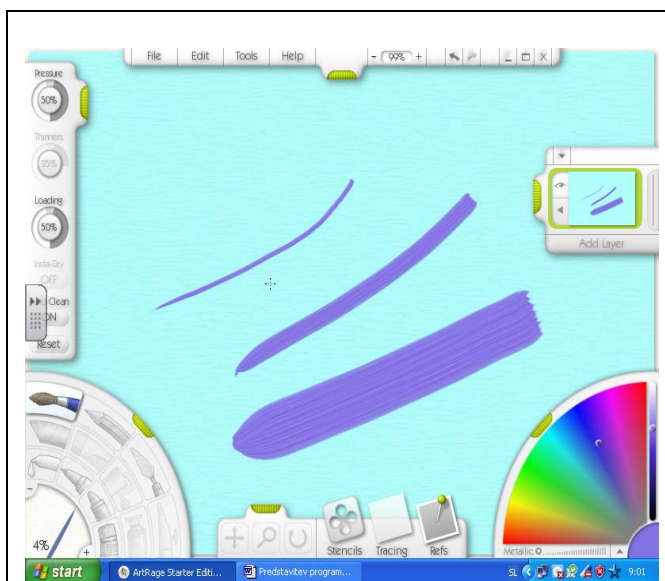 File Edit Tools Help - 99% +
Pressure
50%
Thinners
25%
Loading
50%
Insta-Dry
OFF
Clean
ON
Reset
Add Layer
4%
Stencils Tracing Refs
Metallic 0
start ArtRage Starter Editi... Predstavitev program... SL 9:01